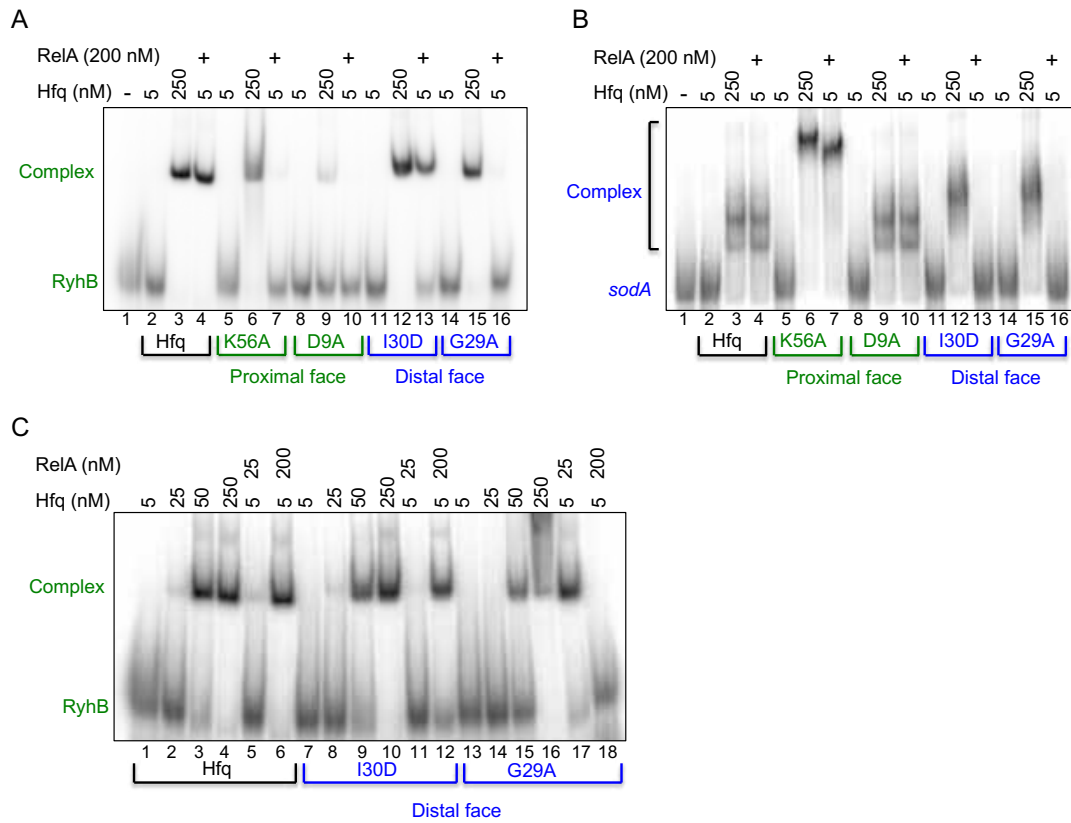 A
RelA (200 nM) + + + + +
Hfq (nM) - 5 250 5 5 250 5 5 250 5 5 250 5 5 250 5
Complex
RyhB
1 2 3 4 5 6 7 8 9 10 11 12 13 14 15 16
Hfq K56A D9A I30D G29A
Proximal face Distal face
B
RelA (200 nM) + + + + +
Hfq (nM) - 5 250 5 5 250 5 5 250 5 5 250 5 5 250 5
Complex
sodA
1 2 3 4 5 6 7 8 9 10 11 12 13 14 15 16
Hfq K56A D9A I30D G29A
Proximal face Distal face
C
RelA (nM) 25 200 25 200 25 200
Hfq (nM) 5 25 50 250 5 5 5 25 50 250 5 5 5 25 50 250 5 5
Complex
RyhB
1 2 3 4 5 6 7 8 9 10 11 12 13 14 15 16 17 18
Hfq I30D G29A
Distal face